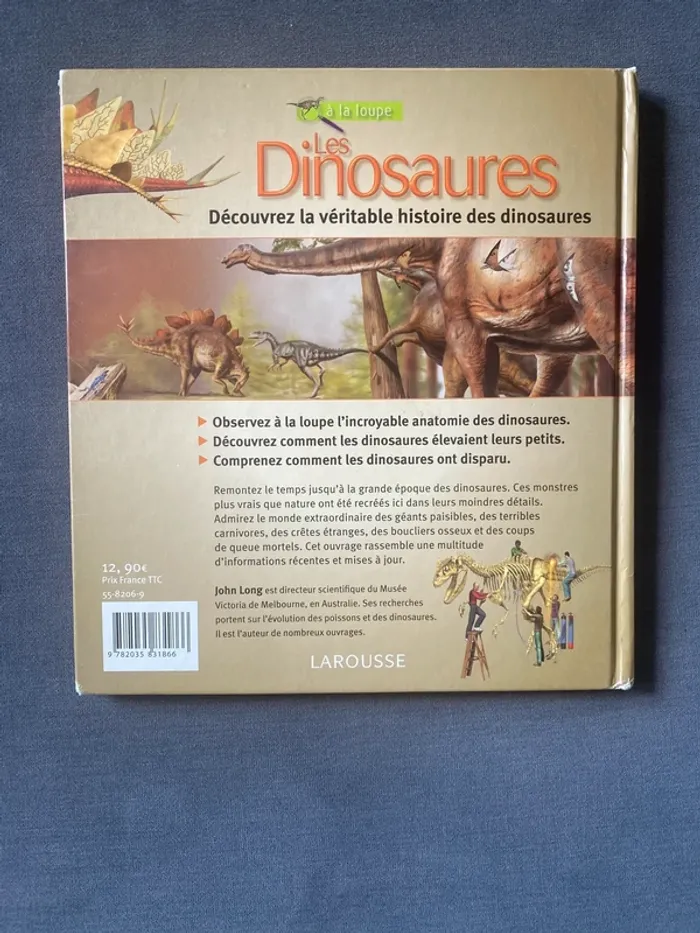 à la loupe
Les
Dinosaures
Découvrez la véritable histoire des dinosaures
Observez à la loupe l'incroyable anatomie des dinosaures.
Découvrez comment les dinosaures élevaient leurs petits.
Comprenez comment les dinosaures ont disparu.
Remontez le temps jusqu'à la grande époque des dinosaures. Ces monstres
plus vrais que nature ont été recréés ici dans leurs moindres détails.
Admirez le monde extraordinaire des géants paisibles, des terribles
carnivores, des crêtes étranges, des boucliers osseux et des coups
de queue mortels. Cet ouvrage rassemble une multitude
d'informations récentes et mises à jour.
12, 90€
Prix France TTC
55-8206-9
John Long est directeur scientifique du Musée
Victoria de Melbourne, en Australie. Ses recherches
portent sur l'évolution des poissons et des dinosaures.
Il est l'auteur de nombreux ouvrages.
9 782035 831866
LAROUSSE